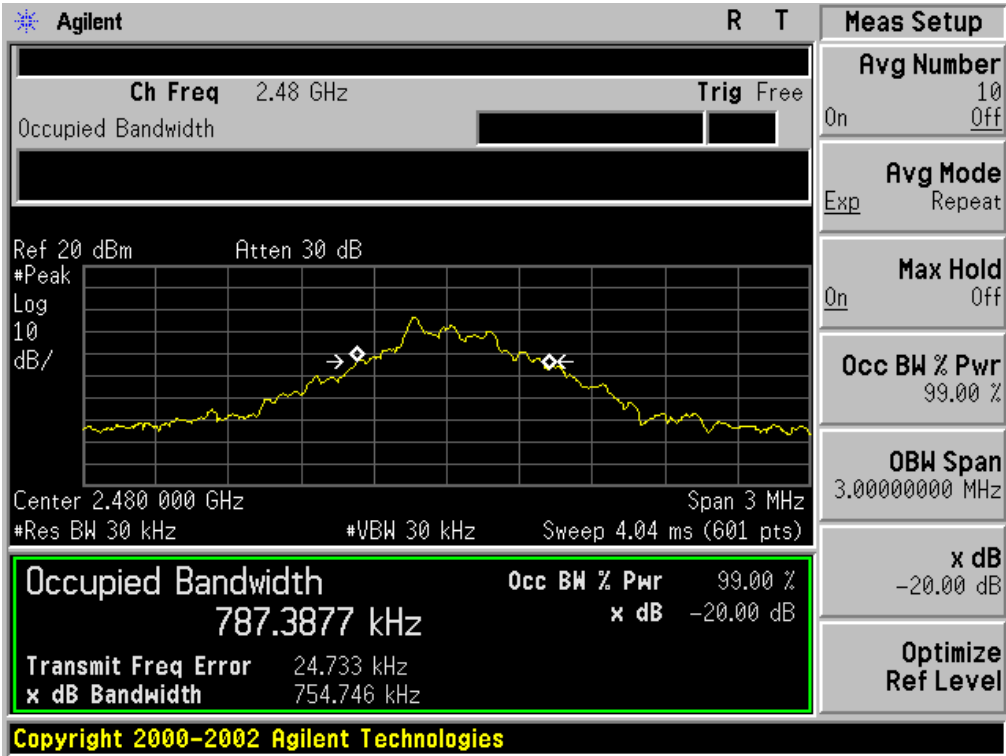 Agilent R T
Ch Freq 2.48 GHz Trig Free
Occupied Bandwidth
Ref 20 dBm Atten 30 dB
#Peak
Log
10
dB/
Center 2.480 000 GHz Span 3 MHz
#Res BW 30 kHz #VBW 30 kHz Sweep 4.04 ms (601 pts)
Occupied Bandwidth Occ BW % Pwr 99.00 %
787.3877 kHz x dB -20.00 dB
Transmit Freq Error 24.733 kHz
x dB Bandwidth 754.746 kHz
Copyright 2000-2002 Agilent Technologies
Meas Setup
Avg Number
10
On Off
Avg Mode
Exp Repeat
Max Hold
On Off
Occ BW % Pwr
99.00 %
OBW Span
3.00000000 MHz
x dB
-20.00 dB
Optimize
Ref Level